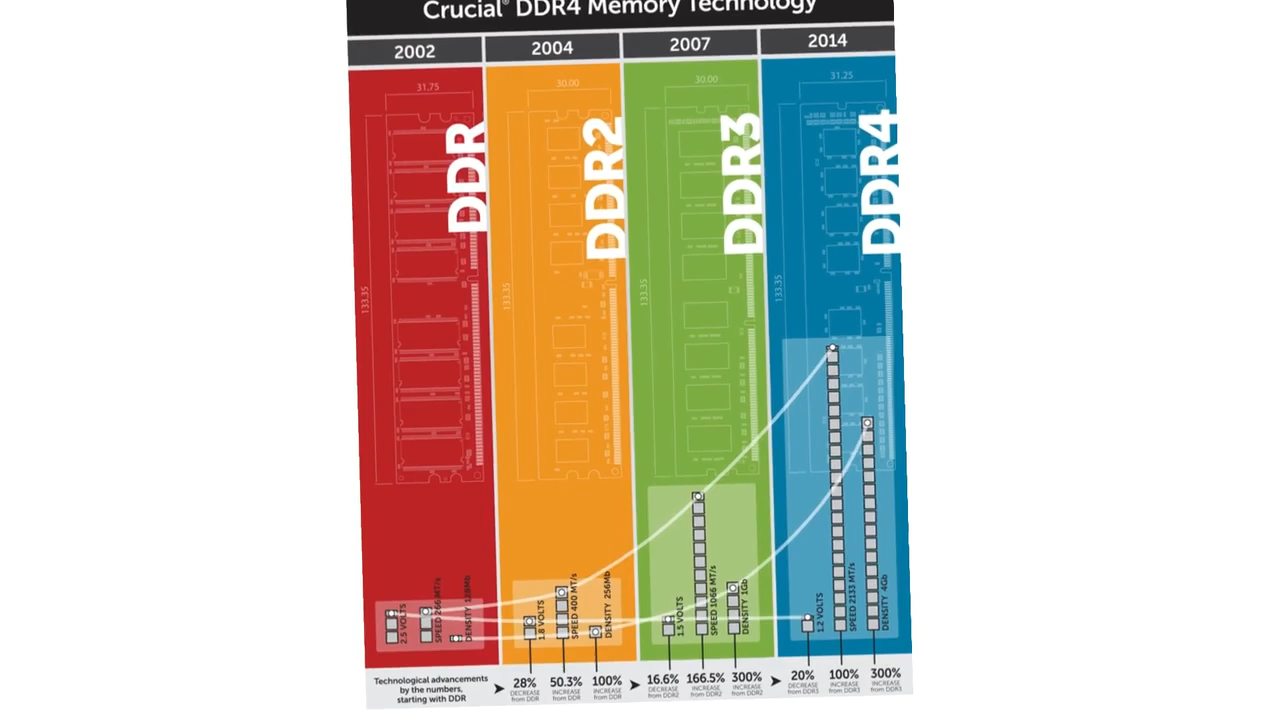 Crucial® DDR4 Memory Technology
2002
2004
2007
2014
31.75
30.00
30.00
31.25
DDR
DDR2
DDR3
DDR4
133.35
133.35
133.35
133.35
2.5 VOLTS
SPEED 266 MT/s
DENSITY 128Mb
1.8 VOLTS
SPEED 400 MT/s
DENSITY 256Mb
1.5 VOLTS
SPEED 1066 MT/s
DENSITY 1Gb
1.2 VOLTS
SPEED 2133 MT/s
DENSITY 4Gb
Technological advancements
by the numbers,
starting with DDR
28%
DECREASE
from DDR
50.3%
INCREASE
from DDR
100%
INCREASE
from DDR
16.6%
DECREASE
from DDR2
166.5%
INCREASE
from DDR2
300%
INCREASE
from DDR2
20%
DECREASE
from DDR3
100%
INCREASE
from DDR3
300%
INCREASE
from DDR3